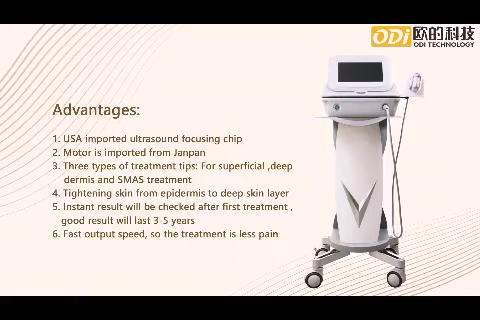 ODi 欧的科技
ODI TECHNOLOGY
Advantages:
1. USA imported ultrasound focusing chip
2. Motor is imported from Janpan
3. Three types of treatment tips: For superficial ,deep
dermis and SMAS treatment
4. Tightening skin from epidermis to deep skin layer
5. Instant result will be checked after first treatment ,
good result will last 3-5 years
6. Fast output speed, so the treatment is less pain